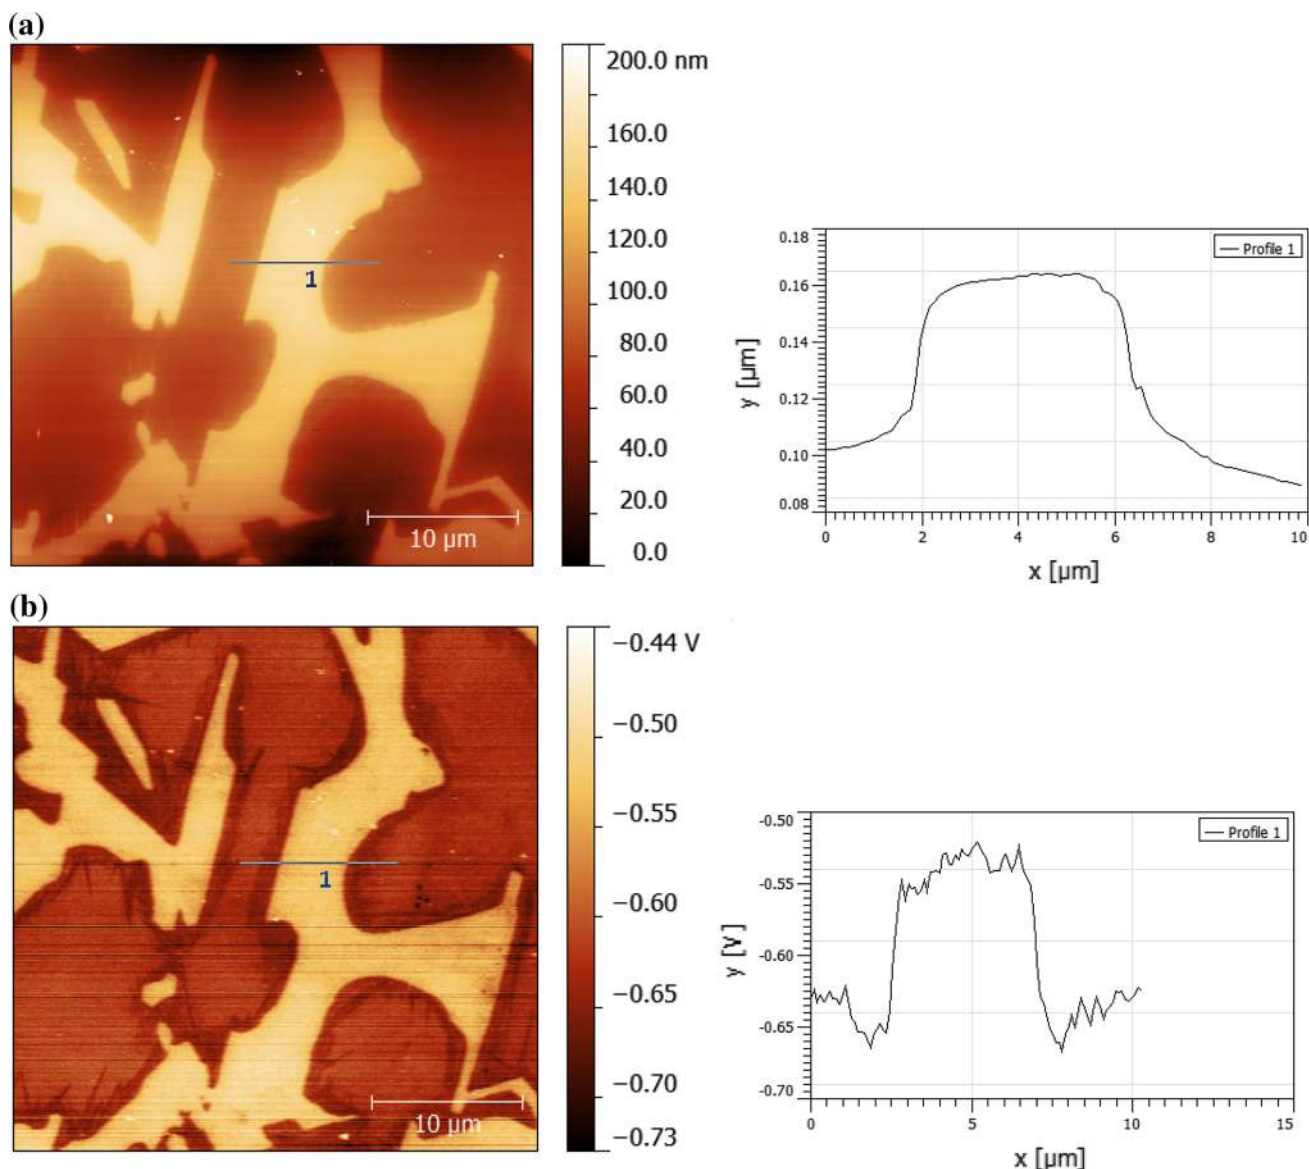 (a)
200.0 nm
160.0
140.0
120.0
100.0
80.0
60.0
40.0
20.0
0.0
1
10 µm
0.18
0.16
0.14
0.12
0.10
0.08
y [µm]
Profile 1
0 2 4 6 8 10
x [µm]
(b)
−0.44 V
−0.50
−0.55
−0.60
−0.65
−0.70
−0.73
1
10 µm
-0.50
-0.55
-0.60
-0.65
-0.70
y [V]
Profile 1
0 5 10 15
x [µm]